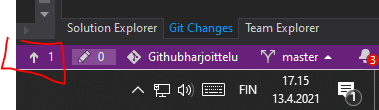 Solution Explorer Git Changes Team Explorer
1 0 Githubharjoittelu master 3
FIN 17.15
13.4.2021 1